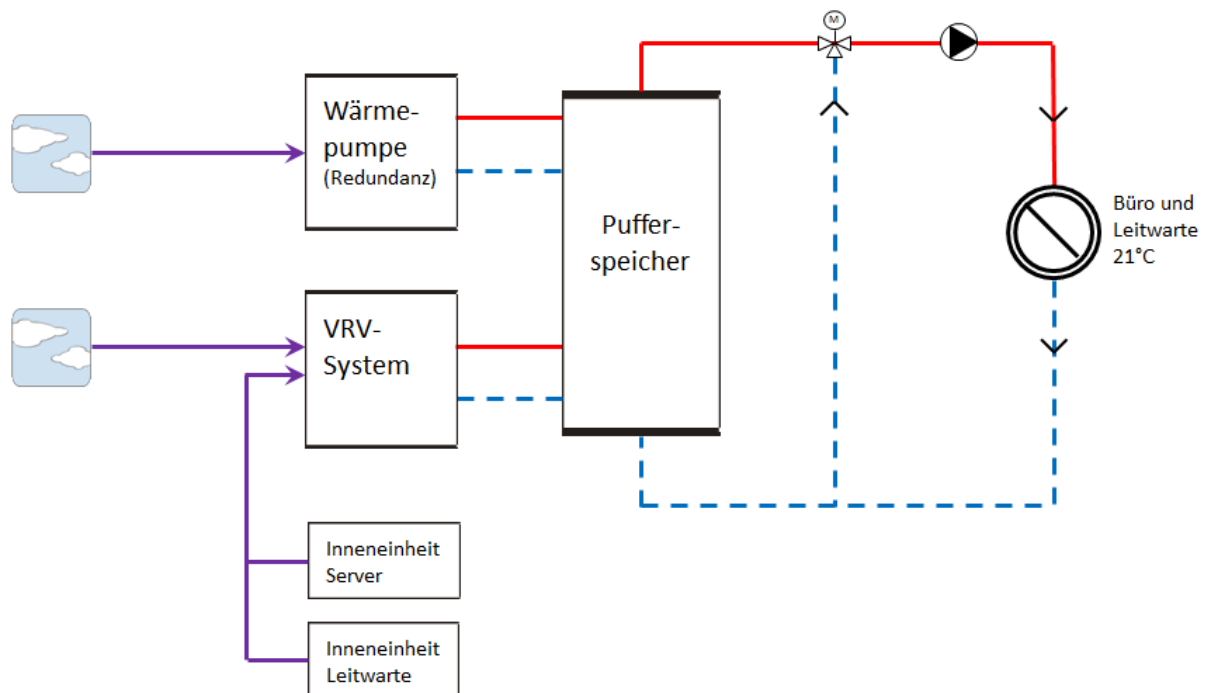 M
Wärme-
pumpe
(Redundanz)
Puffer-
speicher
Büro und
Leitwarte
21°C
VRV-
System
Inneneinheit
Server
Inneneinheit
Leitwarte